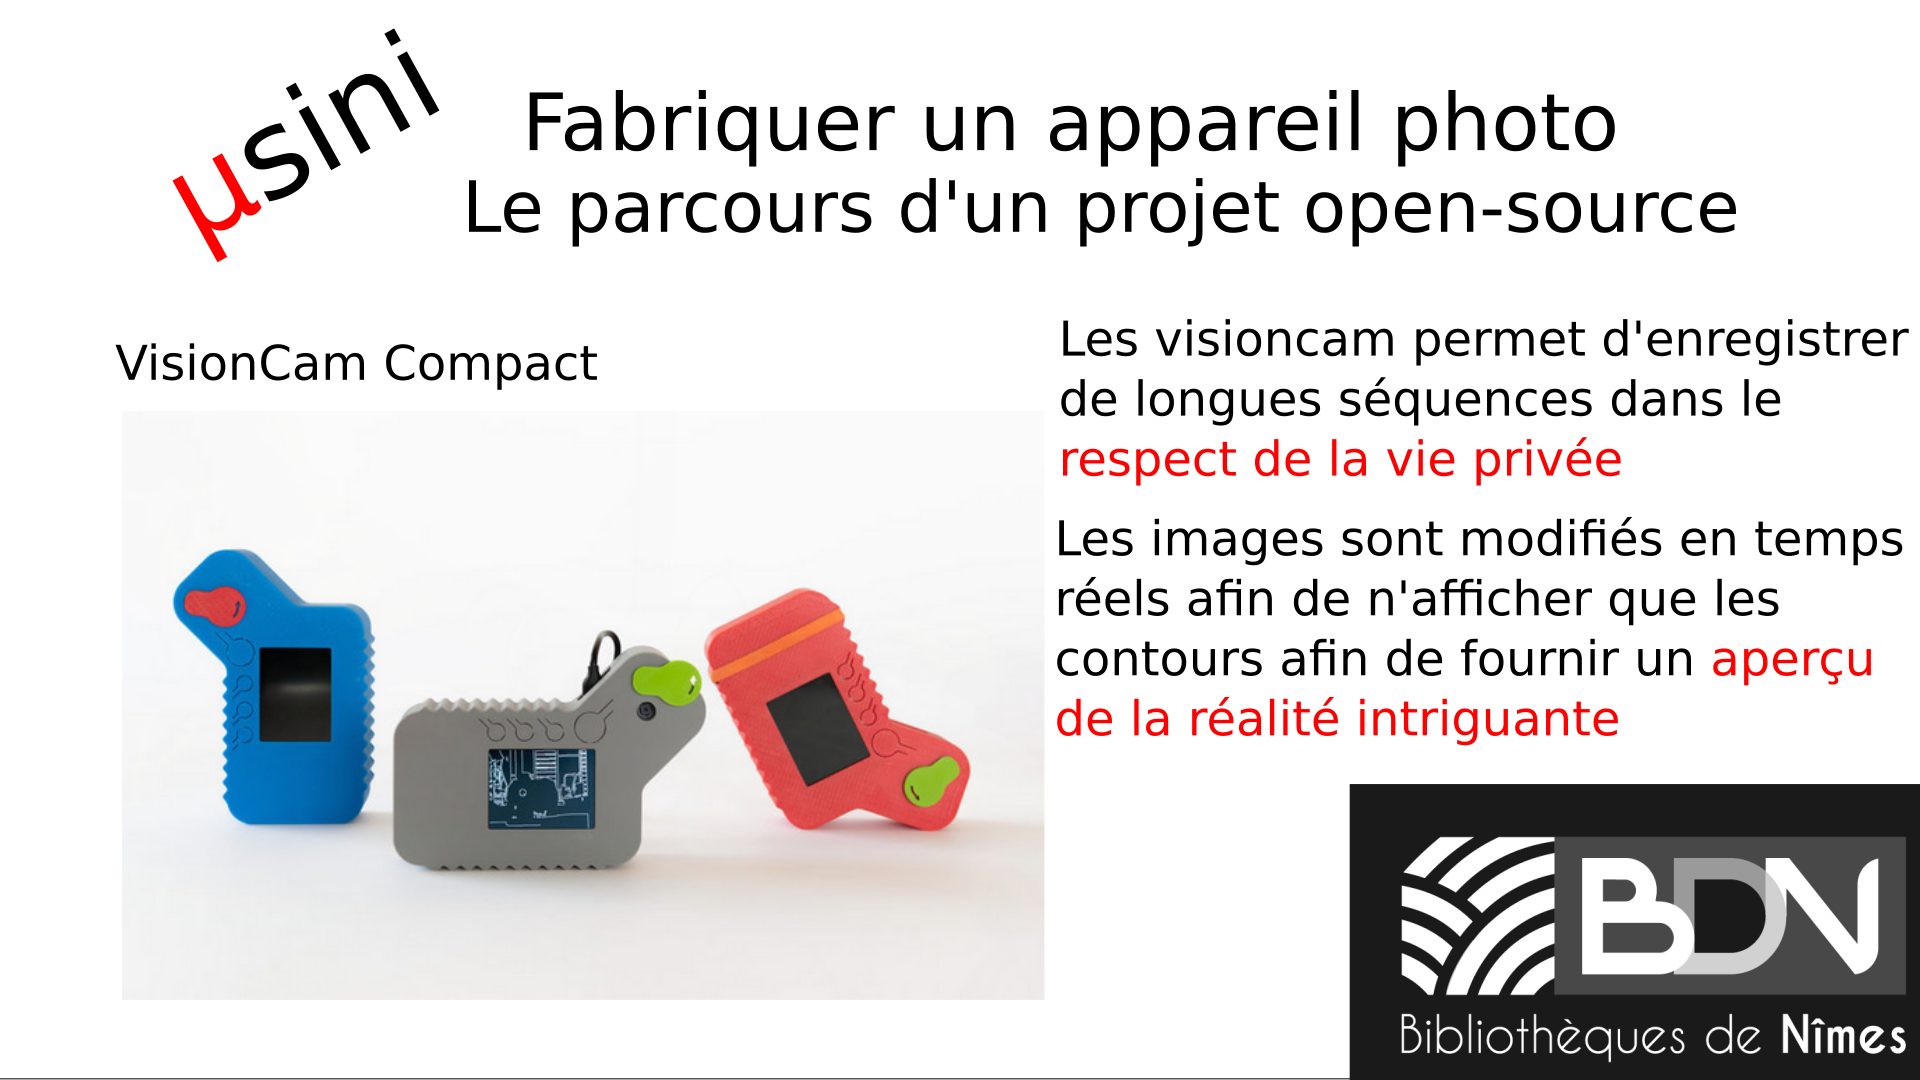 µsini
Fabriquer un appareil photo
Le parcours d'un projet open-source
VisionCam Compact
Les visioncam permet d'enregistrer
de longues séquences dans le
respect de la vie privée
Les images sont modifiés en temps
réels afin de n'afficher que les
contours afin de fournir un aperçu
de la réalité intriguante
BDN
Bibliothèques de Nîmes